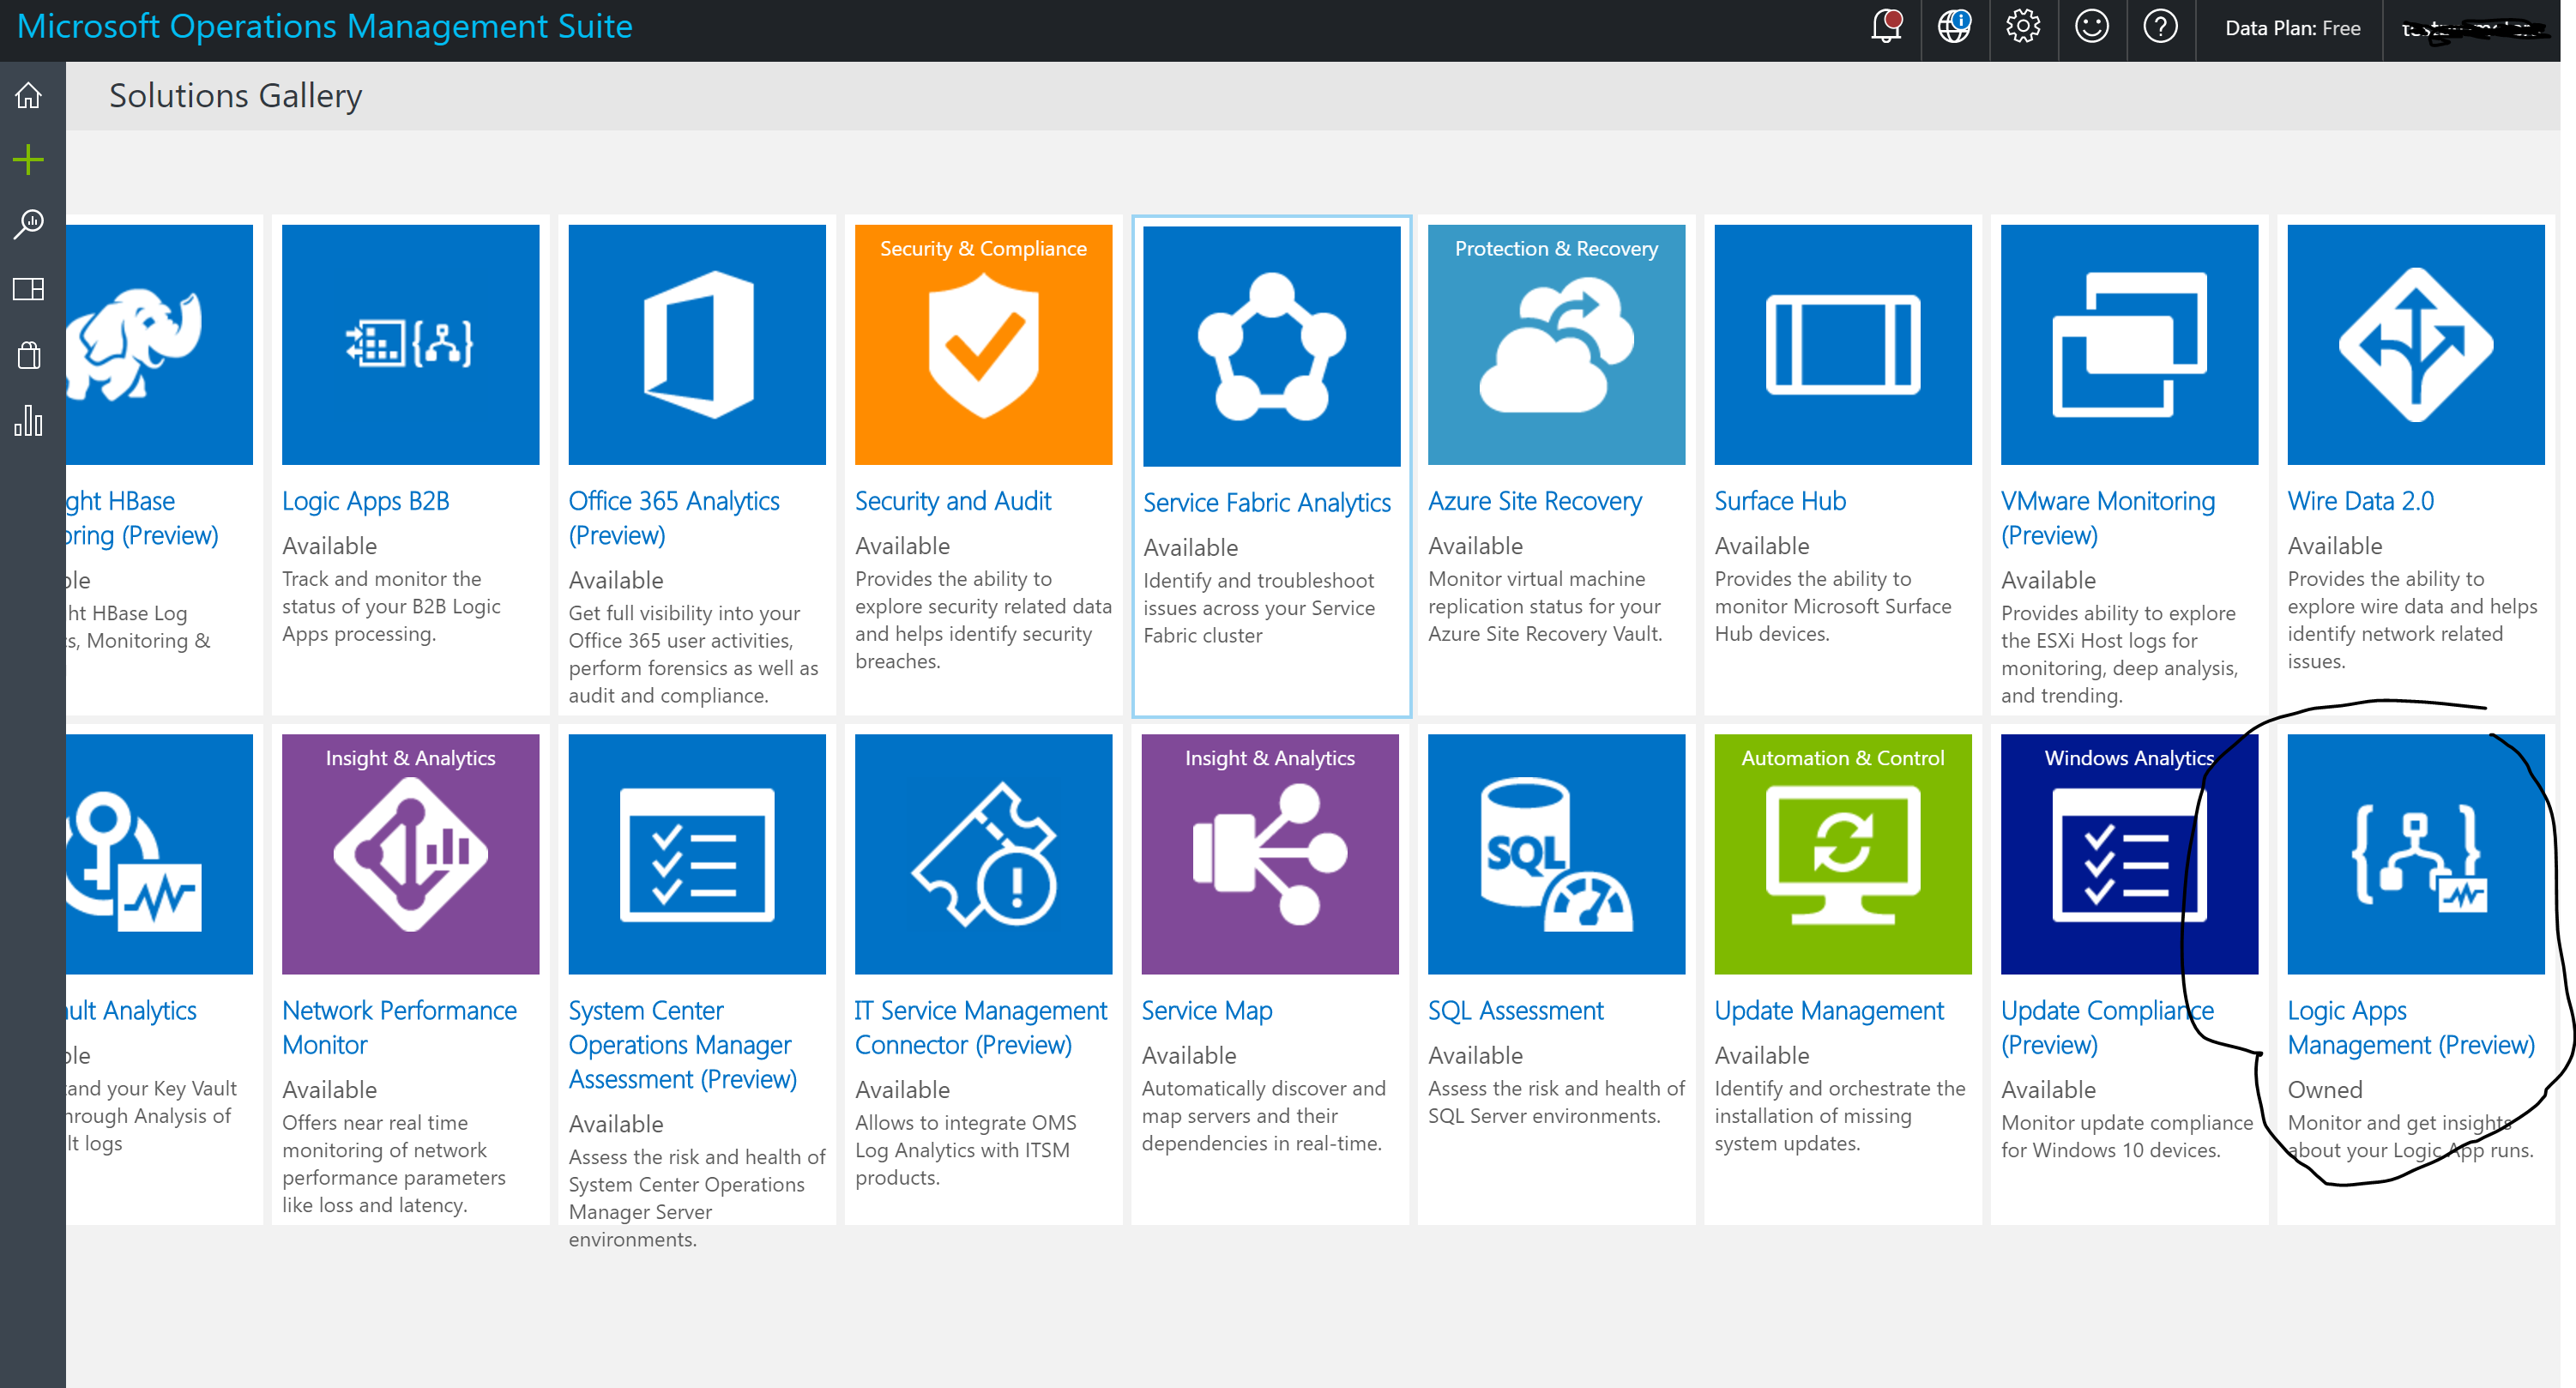 Microsoft Operations Management Suite
Data Plan: Free
Solutions Gallery
ght HBase
oring (Preview)
ble
ght HBase Log
cs, Monitoring &
Logic Apps B2B
Available
Track and monitor the
status of your B2B Logic
Apps processing.
Office 365 Analytics
(Preview)
Available
Get full visibility into your
Office 365 user activities,
perform forensics as well as
audit and compliance.
Security & Compliance
Security and Audit
Available
Provides the ability to
explore security related data
and helps identify security
breaches.
Service Fabric Analytics
Available
Identify and troubleshoot
issues across your Service
Fabric cluster
Protection & Recovery
Azure Site Recovery
Available
Monitor virtual machine
replication status for your
Azure Site Recovery Vault.
Surface Hub
Available
Provides the ability to
monitor Microsoft Surface
Hub devices.
VMware Monitoring
(Preview)
Available
Provides ability to explore
the ESXi Host logs for
monitoring, deep analysis,
and trending.
Wire Data 2.0
Available
Provides the ability to
explore wire data and helps
identify network related
issues.
ault Analytics
ble
tand your Key Vault
hrough Analysis of
lt logs
Insight & Analytics
Network Performance
Monitor
Available
Offers near real time
monitoring of network
performance parameters
like loss and latency.
System Center
Operations Manager
Assessment (Preview)
Available
Assess the risk and health of
System Center Operations
Manager Server
environments.
IT Service Management
Connector (Preview)
Available
Allows to integrate OMS
Log Analytics with ITSM
products.
Insight & Analytics
Service Map
Available
Automatically discover and
map servers and their
dependencies in real-time.
SQL
SQL Assessment
Available
Assess the risk and health of
SQL Server environments.
Automation & Control
Update Management
Available
Identify and orchestrate the
installation of missing
system updates.
Windows Analytics
Update Compliance
(Preview)
Available
Monitor update compliance
for Windows 10 devices.
Logic Apps
Management (Preview)
Owned
Monitor and get insights
about your Logic App runs.